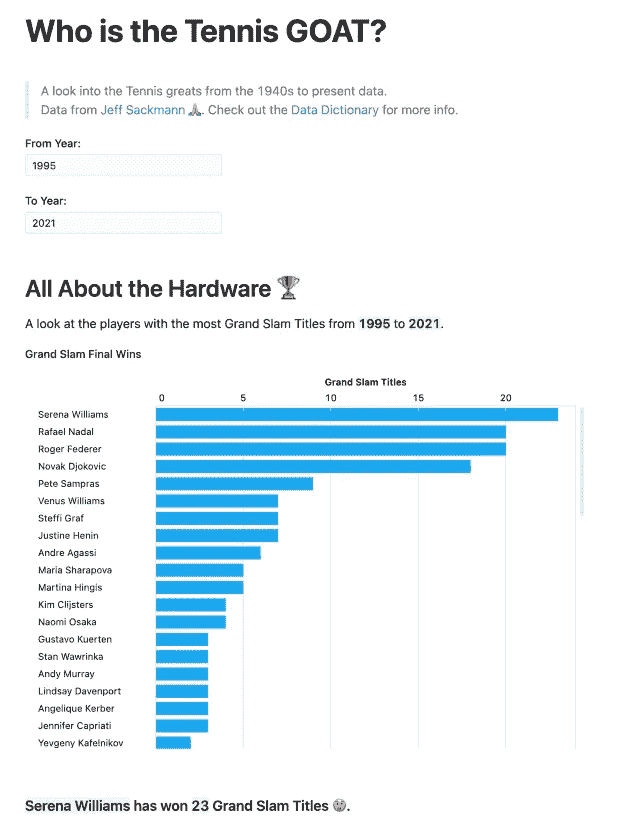 Who is the Tennis GOAT?
A look into the Tennis greats from the 1940s to present data.
Data from Jeff Sackmann 🙏. Check out the Data Dictionary for more info.
From Year:
1995
To Year:
2021
All About the Hardware 🏆
A look at the players with the most Grand Slam Titles from 1995 to 2021.
Grand Slam Final Wins
Grand Slam Titles
0 5 10 15 20
Serena Williams
Rafael Nadal
Roger Federer
Novak Djokovic
Pete Sampras
Venus Williams
Steffi Graf
Justine Henin
Andre Agassi
Maria Sharapova
Martina Hingis
Kim Clijsters
Naomi Osaka
Gustavo Kuerten
Stan Wawrinka
Andy Murray
Lindsay Davenport
Angelique Kerber
Jennifer Capriati
Yevgeny Kafelnikov
Serena Williams has won 23 Grand Slam Titles 😲.